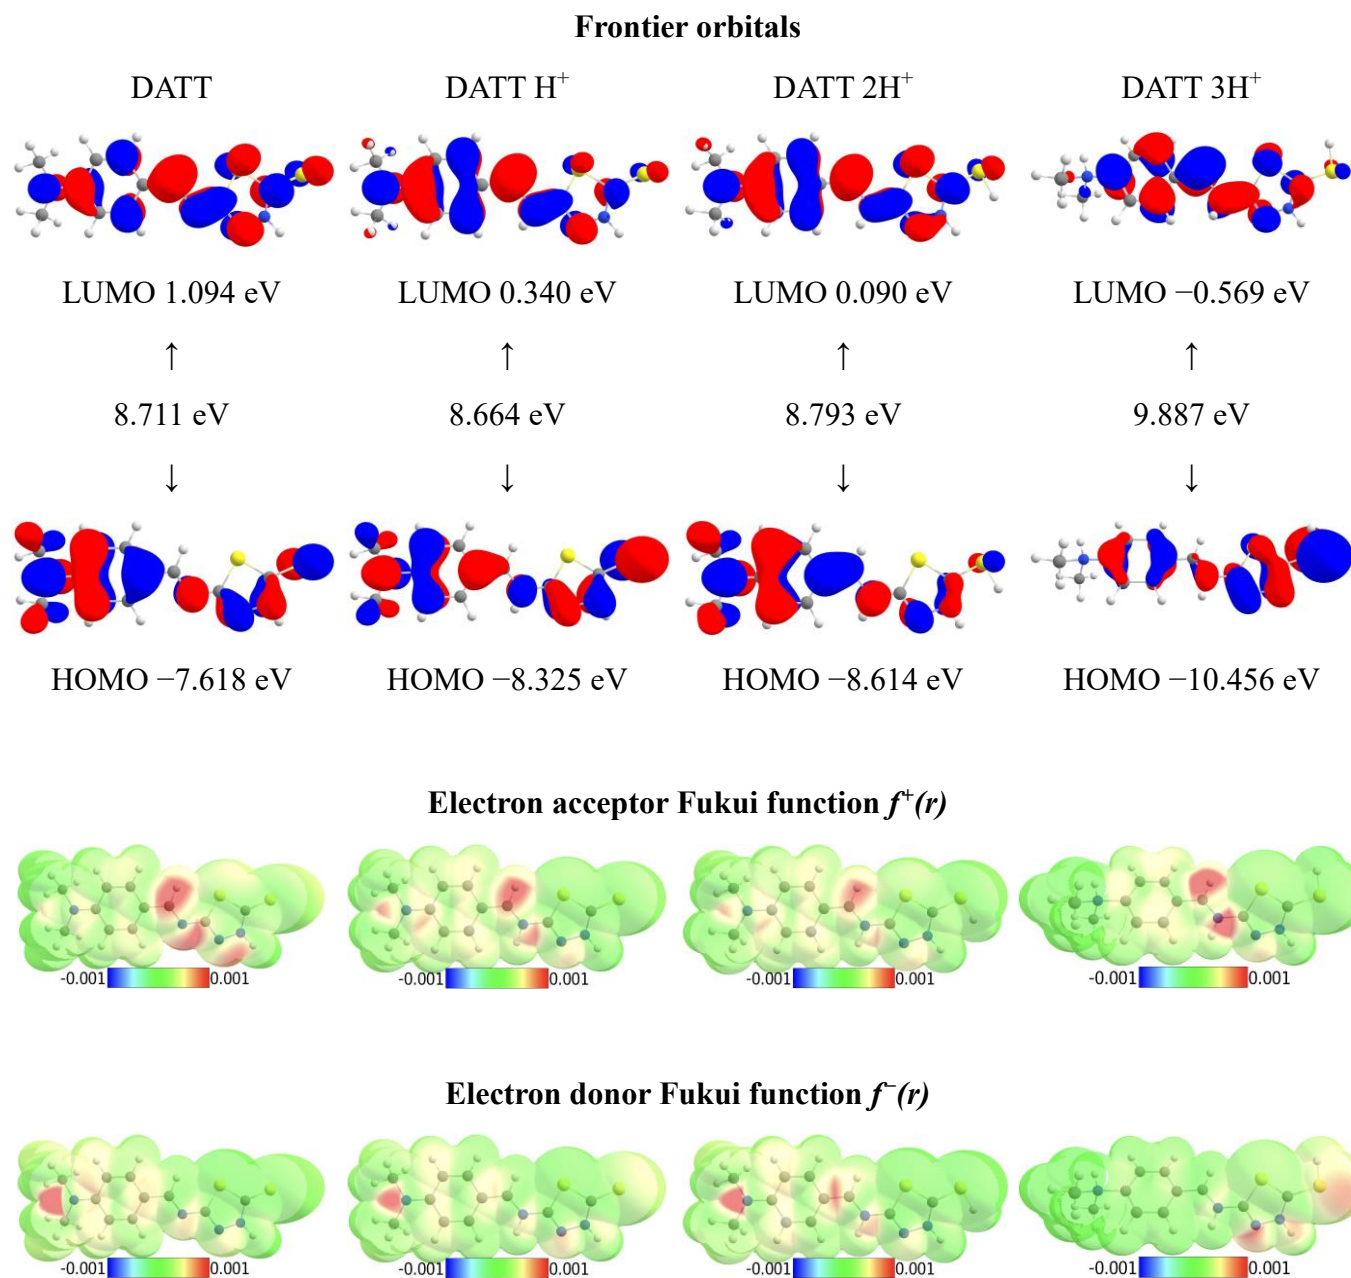 Frontier orbitals
DATT DATT H⁺ DATT 2H⁺ DATT 3H⁺
LUMO 1.094 eV LUMO 0.340 eV LUMO 0.090 eV LUMO −0.569 eV
↑ ↑ ↑ ↑
8.711 eV 8.664 eV 8.793 eV 9.887 eV
↓ ↓ ↓ ↓
HOMO −7.618 eV HOMO −8.325 eV HOMO −8.614 eV HOMO −10.456 eV
Electron acceptor Fukui function f⁺(r)
-0.001 0.001 -0.001 0.001 -0.001 0.001 -0.001 0.001
Electron donor Fukui function f⁻(r)
-0.001 0.001 -0.001 0.001 -0.001 0.001 -0.001 0.001